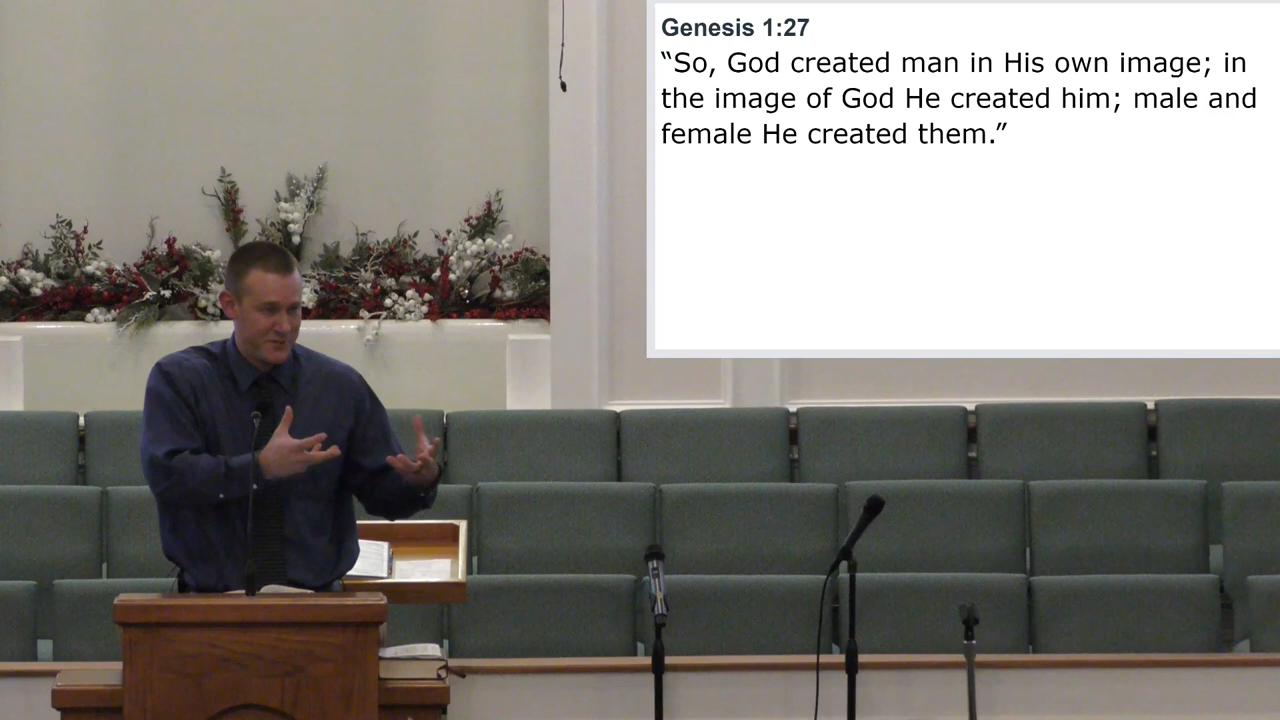 Genesis 1:27
“So, God created man in His own image; in
the image of God He created him; male and
female He created them.”